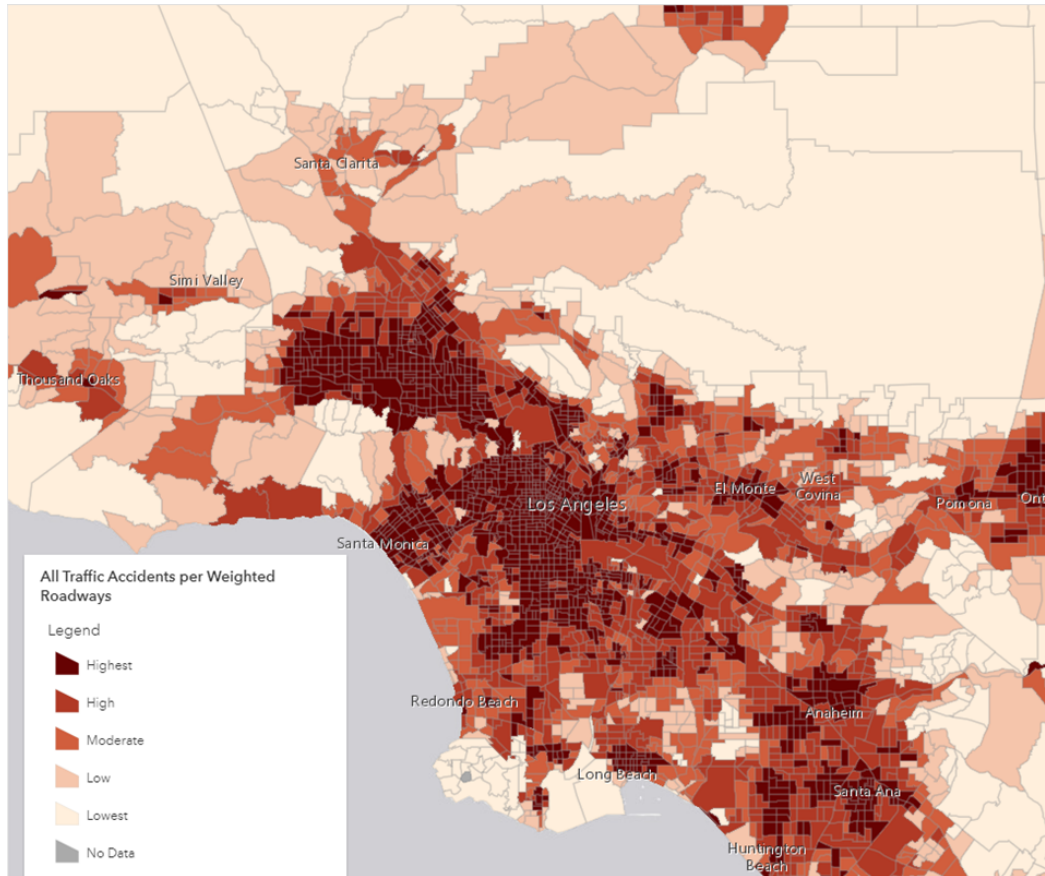 Santa Clarita
Simi Valley
Thousand Oaks
Los Angeles
El Monte
West
Covina
Pomona
Ont
Santa Monica
All Traffic Accidents per Weighted
Roadways
Legend
Highest
High
Moderate
Low
Lowest
No Data
Redondo Beach
Anaheim
Long Beach
Santa Ana
Huntington
Beach